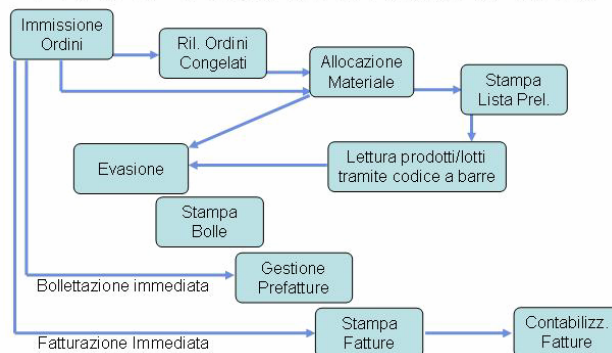 Immissione
Ordini
Ril. Ordini
Congelati
Allocazione
Materiale
Stampa
Lista Prel.
Evasione
Lettura prodotti/lotti
tramite codice a barre
Stampa
Bolle
Gestione
Prefatture
Bollettazione immediata
Stampa
Fatture
Contabilizz.
Fatture
Fatturazione Immediata